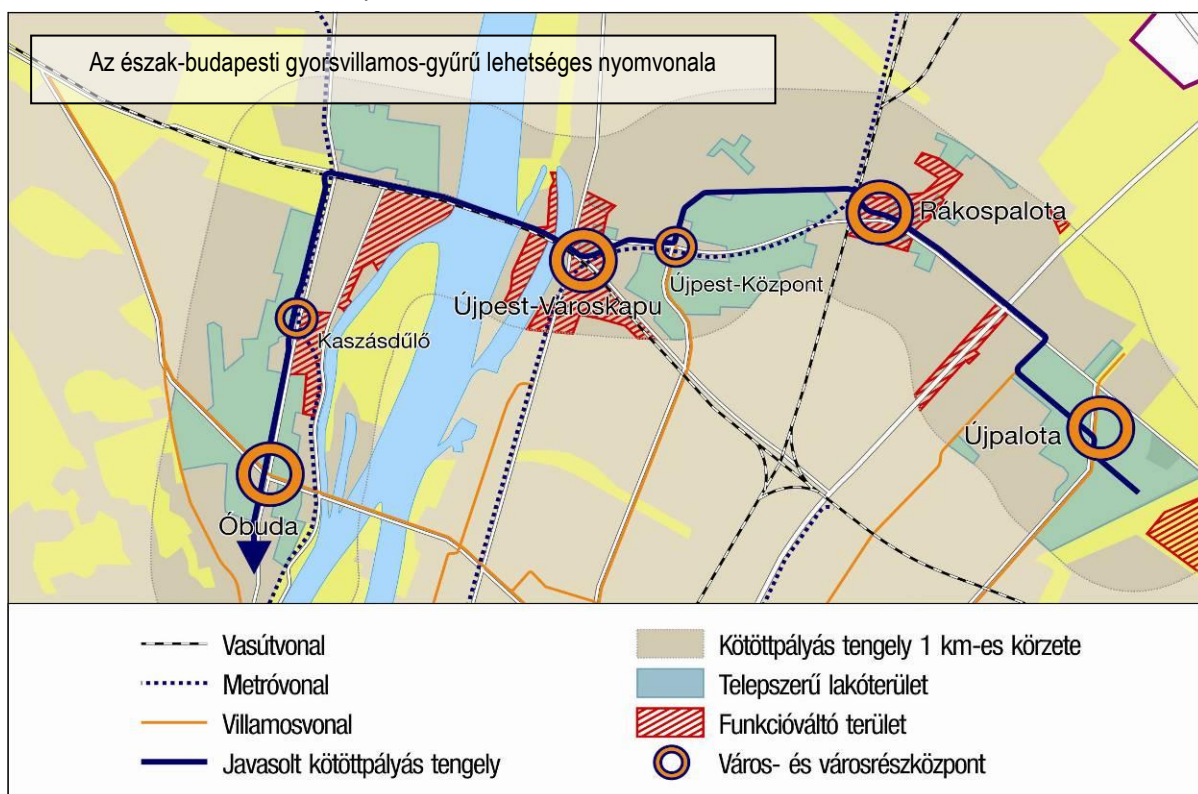 Az észak-budapesti gyorsvillamos-gyűrű lehetséges nyomvonala
Rákospalota
Újpest-Központ
Újpest-Városkapu
Kaszásdűlő
Újpalota
Óbuda
Vasútvonal
Metróvonal
Villamosvonal
Javasolt kötöttpályás tengely
Kötöttpályás tengely 1 km-es körzete
Telepszerű lakóterület
Funkcióváltó terület
Város- és városrészközpont